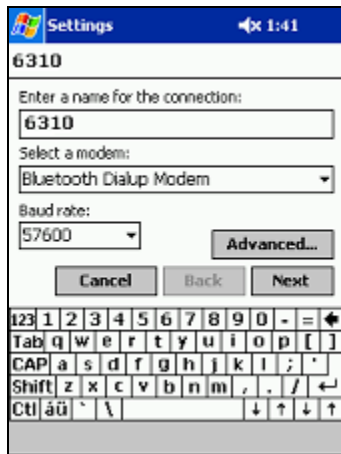 Settings 1:41
6310
Enter a name for the connection:
6310
Select a modem:
Bluetooth Dialup Modem
Baud rate:
57600
Advanced...
Cancel Back Next
123 1 2 3 4 5 6 7 8 9 0 - = 
Tab q w e r t y u i o p [ ]
CAP a s d f g h j k l ; '
Shift z x c v b n m , . / ↵
Ctl áü ` \ ↓ ↑ ↓ ↑